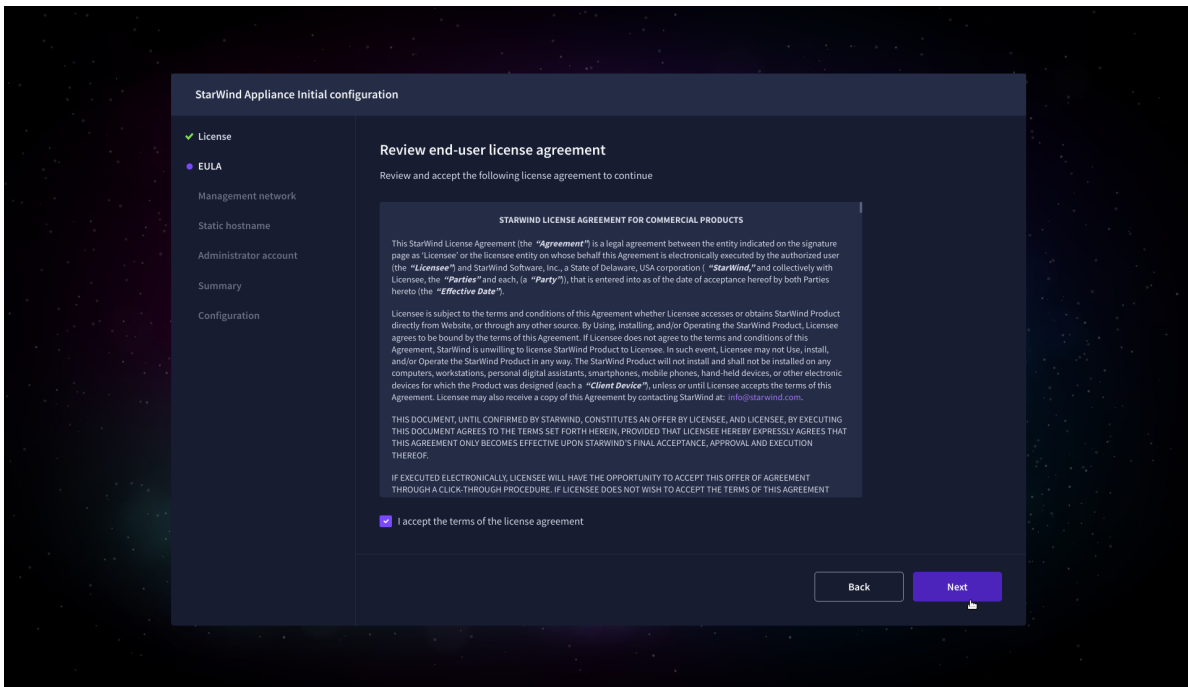 StarWind Appliance Initial configuration
License
EULA
Management network
Static hostname
Administrator account
Summary
Configuration
Review end-user license agreement
Review and accept the following license agreement to continue
STARWIND LICENSE AGREEMENT FOR COMMERCIAL PRODUCTS
This StarWind License Agreement (the “Agreement”) is a legal agreement between the entity indicated on the signature
page as ‘Licensee’ or the licensee entity on whose behalf this Agreement is electronically executed by the authorized user
(the “Licensee”) and StarWind Software, Inc., a State of Delaware, USA corporation ( “StarWind,” and collectively with
Licensee, the “Parties” and each, (a “Party”)), that is entered into as of the date of acceptance hereof by both Parties
hereto (the “Effective Date”).
Licensee is subject to the terms and conditions of this Agreement whether Licensee accesses or obtains StarWind Product
directly from Website, or through any other source. By Using, installing, and/or Operating the StarWind Product, Licensee
agrees to be bound by the terms of this Agreement. If Licensee does not agree to the terms and conditions of this
Agreement, StarWind is unwilling to license StarWind Product to Licensee. In such event, Licensee may not Use, install,
and/or Operate the StarWind Product in any way. The StarWind Product will not install and shall not be installed on any
computers, workstations, personal digital assistants, smartphones, mobile phones, hand-held devices, or other electronic
devices for which the Product was designed (each a “Client Device”), unless or until Licensee accepts the terms of this
Agreement. Licensee may also receive a copy of this Agreement by contacting StarWind at: info@starwind.com.
THIS DOCUMENT, UNTIL CONFIRMED BY STARWIND, CONSTITUTES AN OFFER BY LICENSEE, AND LICENSEE, BY EXECUTING
THIS DOCUMENT AGREES TO THE TERMS SET FORTH HEREIN, PROVIDED THAT LICENSEE HEREBY EXPRESSLY AGREES THAT
THIS AGREEMENT ONLY BECOMES EFFECTIVE UPON STARWIND’S FINAL ACCEPTANCE, APPROVAL AND EXECUTION
THEREOF.
IF EXECUTED ELECTRONICALLY, LICENSEE WILL HAVE THE OPPORTUNITY TO ACCEPT THIS OFFER OF AGREEMENT
THROUGH A CLICK-THROUGH PROCEDURE. IF LICENSEE DOES NOT WISH TO ACCEPT THE TERMS OF THIS AGREEMENT
I accept the terms of the license agreement
Back
Next